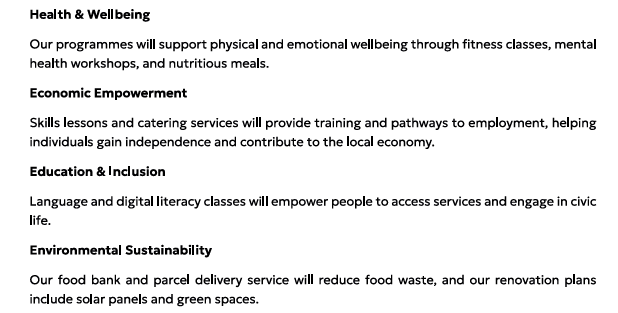 Health & Wellbeing
Our programmes will support physical and emotional wellbeing through fitness classes, mental
health workshops, and nutritious meals.
Economic Empowerment
Skills lessons and catering services will provide training and pathways to employment, helping
individuals gain independence and contribute to the local economy.
Education & Inclusion
Language and digital literacy classes will empower people to access services and engage in civic
life.
Environmental Sustainability
Our food bank and parcel delivery service will reduce food waste, and our renovation plans
include solar panels and green spaces.